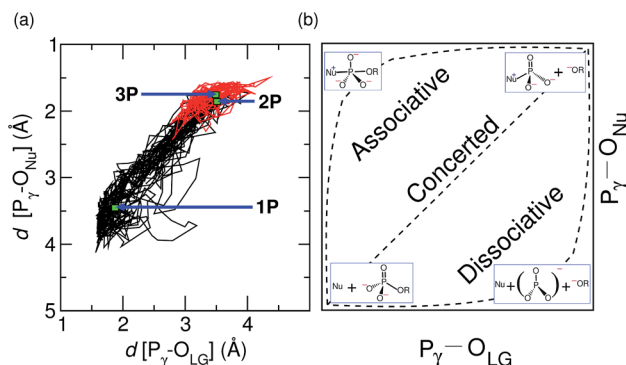 (a)
1
2
3
4
5
d [Pγ-ONu] (Å)
3P
2P
1P
1 2 3 4
d [Pγ-OLG] (Å)
(b)
O⁻
Nu⁺ P OR
⁻O O⁻
O
Nu⁺ P O⁻ + ⁻OR
O⁻
Associative
Concerted
Dissociative
O
Nu + ⁻O P OR
O⁻
Nu + ( O P O O )⁻ + ⁻OR
Pγ—ONu
Pγ—OLG